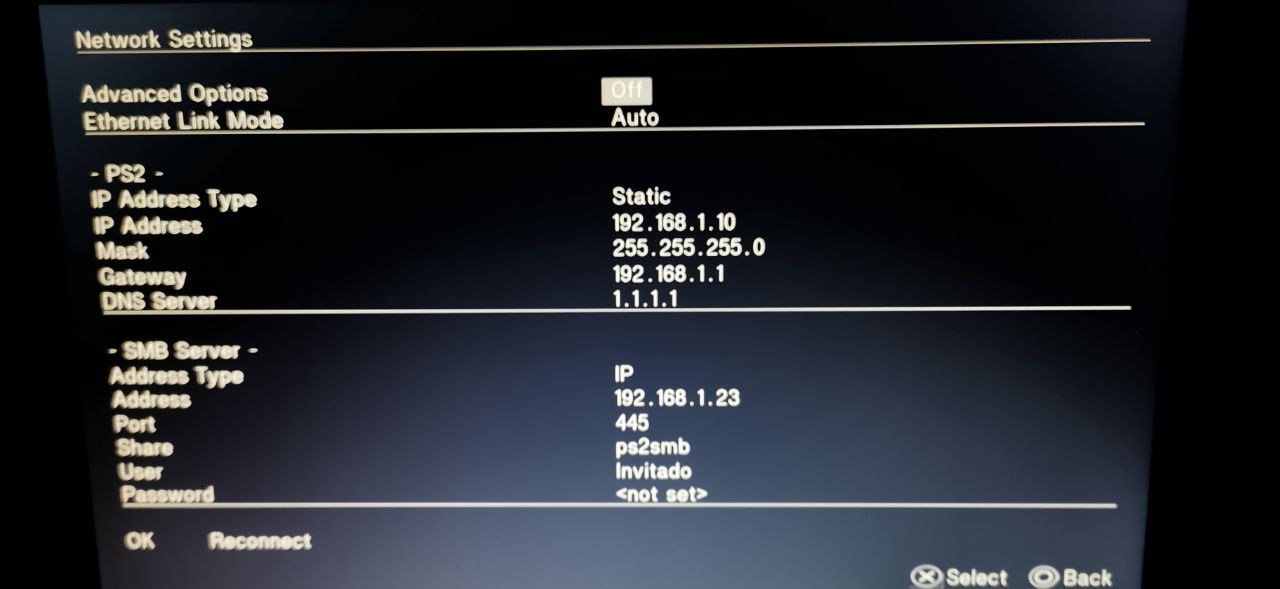 Network Settings
Advanced Options Off
Ethernet Link Mode Auto
- PS2 -
IP Address Type Static
IP Address 192.168.1.10
Mask 255.255.255.0
Gateway 192.168.1.1
DNS Server 1.1.1.1
- SMB Server -
Address Type IP
Address 192.168.1.23
Port 445
Share ps2smb
User Invitado
Password <not set>
OK Reconnect
Select Back